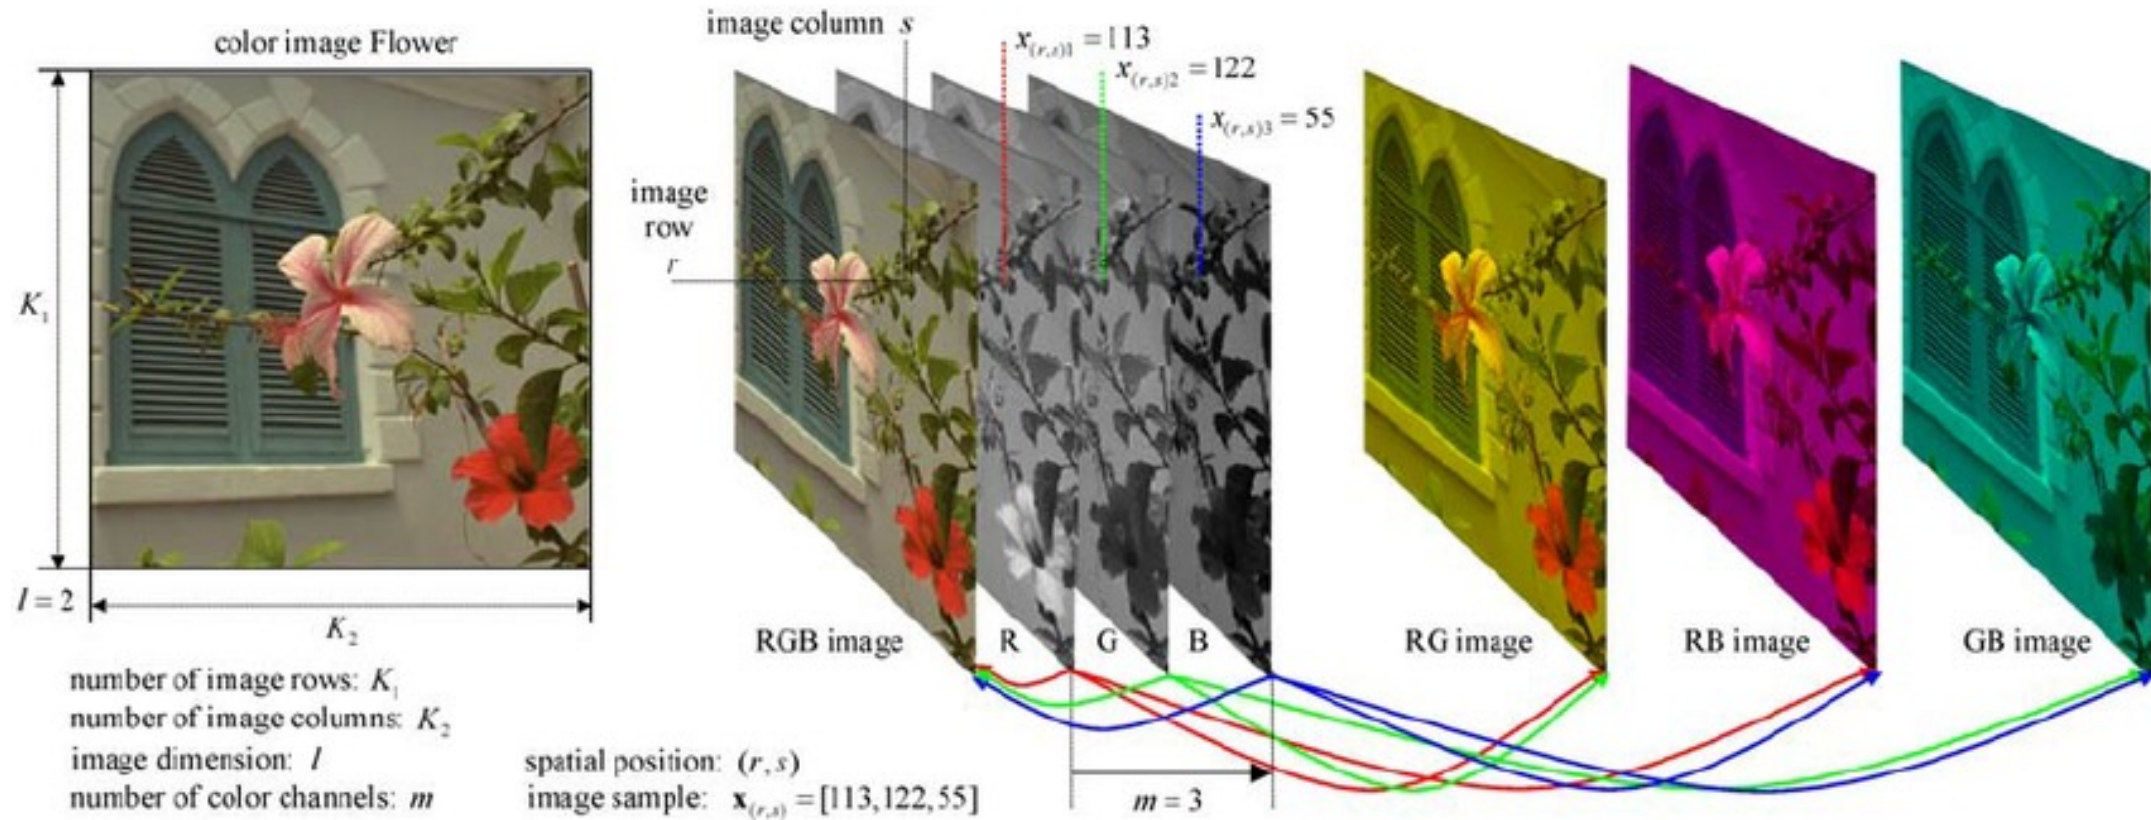 color image Flower
K₁
l = 2
K₂
number of image rows: K₁
number of image columns: K₂
image dimension: l
number of color channels: m
image column s
x₍r,s₎1 = 113
x₍r,s₎2 = 122
x₍r,s₎3 = 55
image
row
r
RGB image
R
G
B
RG image
RB image
GB image
spatial position: (r, s)
image sample: x₍r,s₎ = [113,122,55]
m = 3